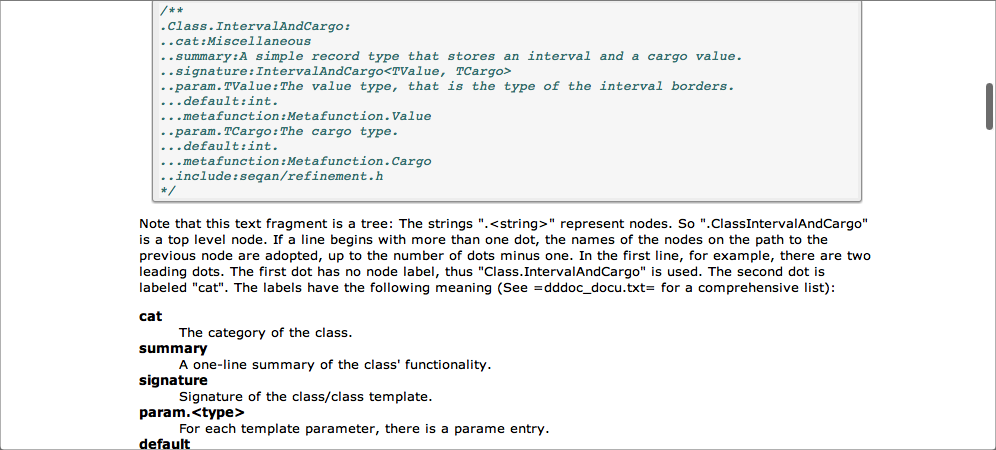 /**
.Class.IntervalAndCargo:
..cat:Miscellaneous
..summary:A simple record type that stores an interval and a cargo value.
..signature:IntervalAndCargo<TValue, TCargo>
..param.TValue:The value type, that is the type of the interval borders.
...default:int.
...metafunction:Metafunction.Value
..param.TCargo:The cargo type.
...default:int.
...metafunction:Metafunction.Cargo
..include:seqan/refinement.h
*/
Note that this text fragment is a tree: The strings ".<string>" represent nodes. So ".ClassIntervalAndCargo"
is a top level node. If a line begins with more than one dot, the names of the nodes on the path to the
previous node are adopted, up to the number of dots minus one. In the first line, for example, there are two
leading dots. The first dot has no node label, thus "Class.IntervalAndCargo" is used. The second dot is
labeled "cat". The labels have the following meaning (See =dddoc_docu.txt= for a comprehensive list):
cat
The category of the class.
summary
A one-line summary of the class' functionality.
signature
Signature of the class/class template.
param.<type>
For each template parameter, there is a parame entry.
default